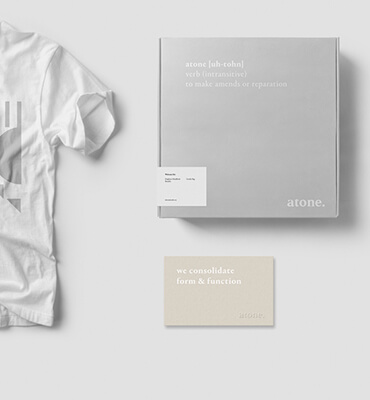 atone [uh-tohn]
verb (intransitive)
to make amends or reparation
atone.
we consolidate
form & function
atone.